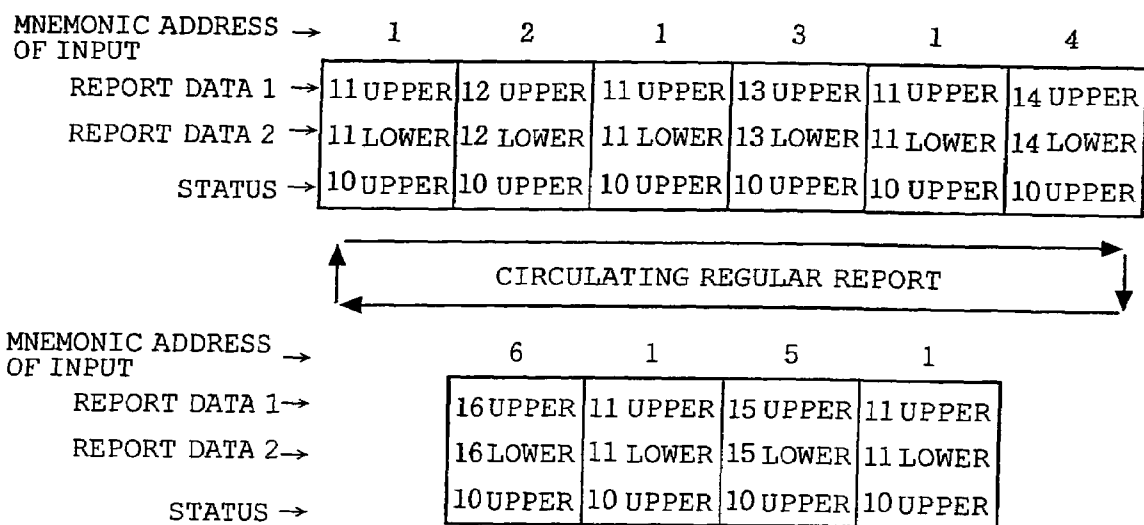 MNEMONIC ADDRESS → 1 2 1 3 1 4
OF INPUT
REPORT DATA 1 → 11 UPPER 12 UPPER 11 UPPER 13 UPPER 11 UPPER 14 UPPER
REPORT DATA 2 → 11 LOWER 12 LOWER 11 LOWER 13 LOWER 11 LOWER 14 LOWER
STATUS → 10 UPPER 10 UPPER 10 UPPER 10 UPPER 10 UPPER 10 UPPER
CIRCULATING REGULAR REPORT
MNEMONIC ADDRESS → 6 1 5 1
OF INPUT
REPORT DATA 1 → 16 UPPER 11 UPPER 15 UPPER 11 UPPER
REPORT DATA 2 → 16 LOWER 11 LOWER 15 LOWER 11 LOWER
STATUS → 10 UPPER 10 UPPER 10 UPPER 10 UPPER